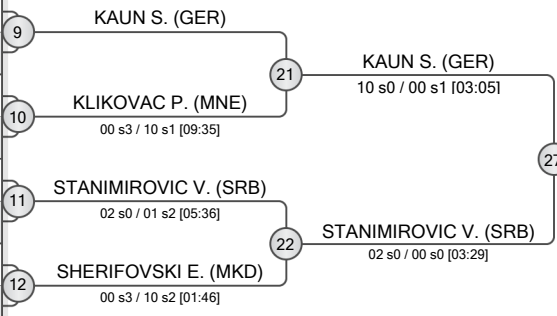 9
KAUN S. (GER)
21
KAUN S. (GER)
10 s0 / 00 s1 [03:05]
10
KLIKOVAC P. (MNE)
00 s3 / 10 s1 [09:35]
27
11
STANIMIROVIC V. (SRB)
02 s0 / 01 s2 [05:36]
22
STANIMIROVIC V. (SRB)
02 s0 / 00 s0 [03:29]
12
SHERIFOVSKI E. (MKD)
00 s3 / 10 s2 [01:46]